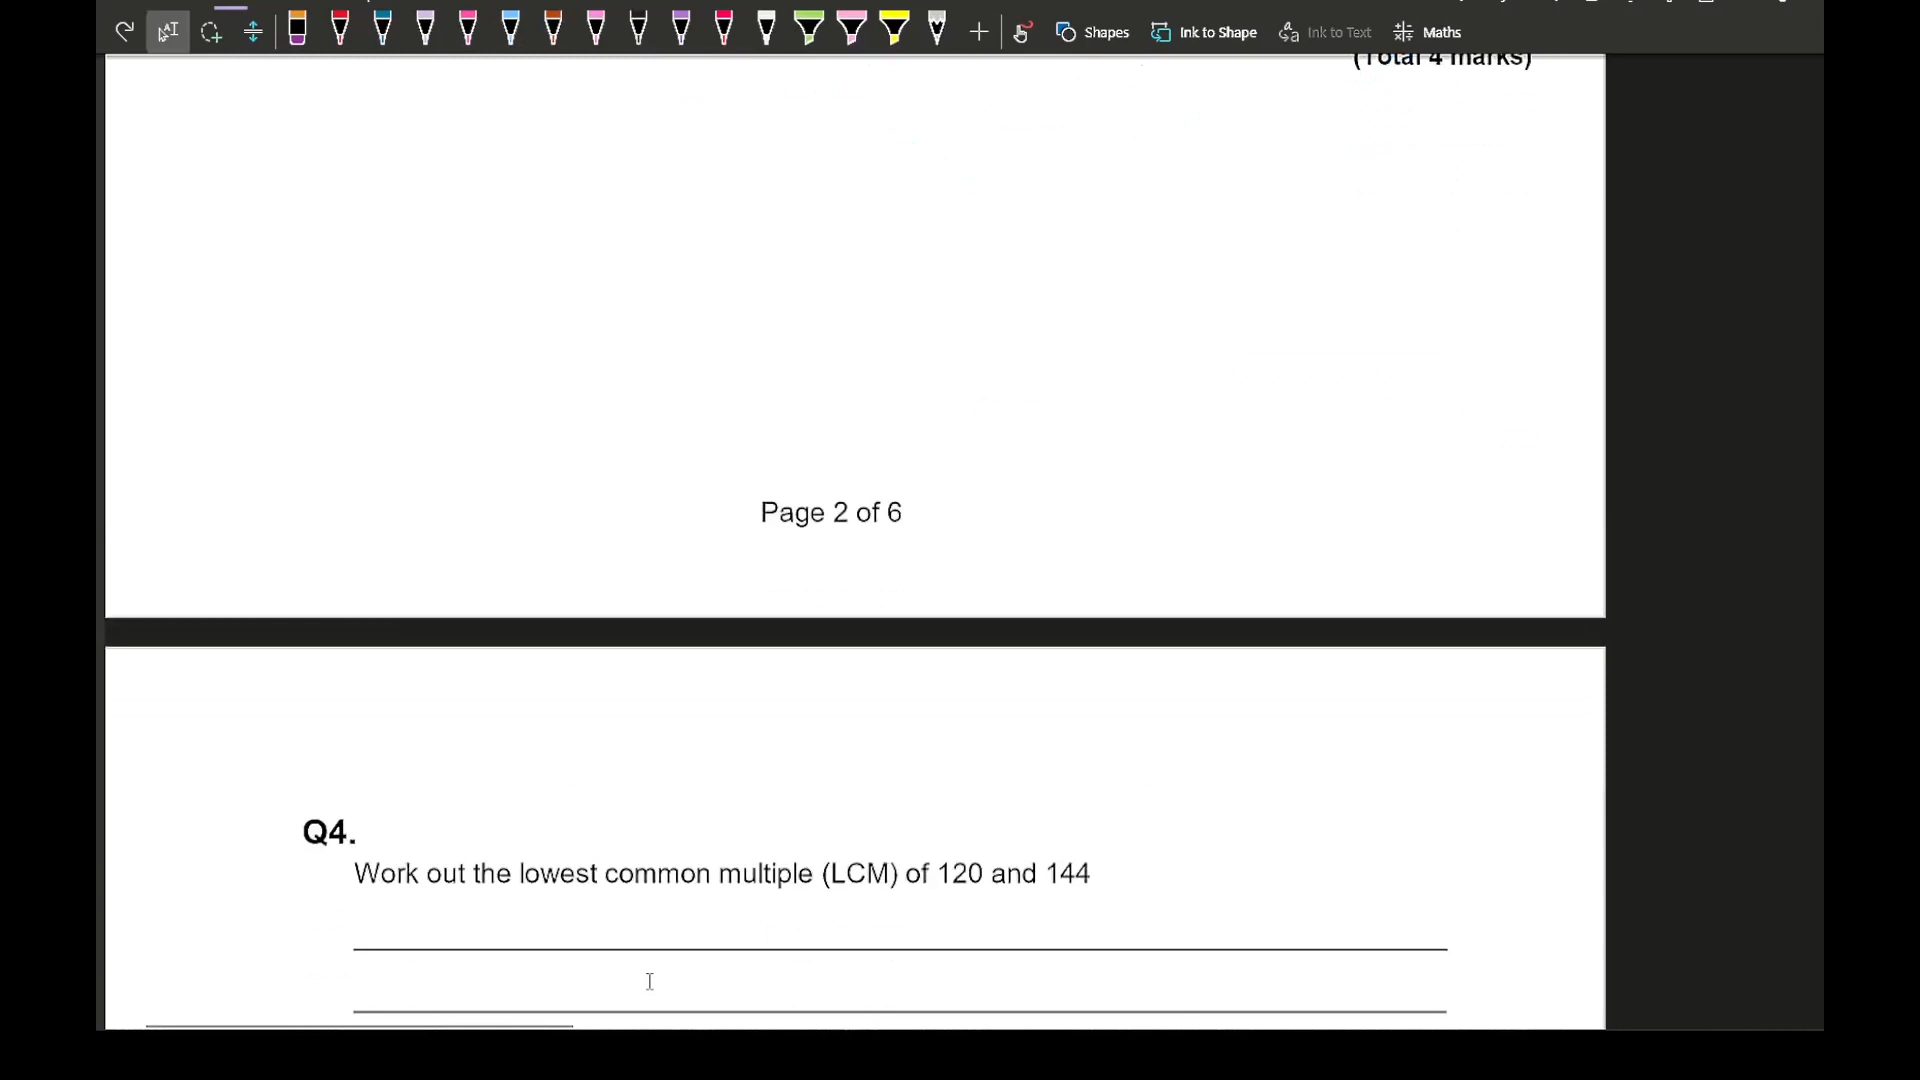 Shapes Ink to Shape Ink to Text Maths
(Total 4 marks)
Page 2 of 6
Q4.
Work out the lowest common multiple (LCM) of 120 and 144